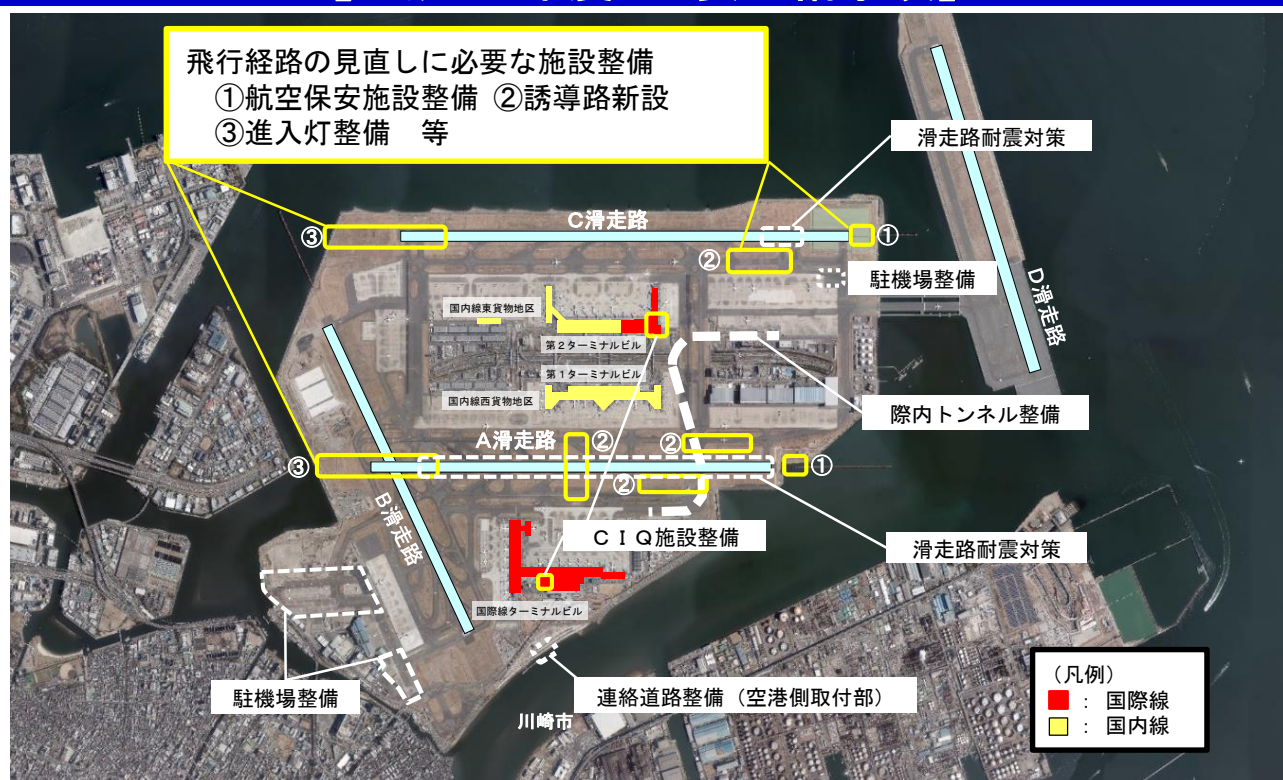 飛行経路の見直しに必要な施設整備
①航空保安施設整備 ②誘導路新設
③進入灯整備　等
滑走路耐震対策
C滑走路
③
①
②
駐機場整備
D滑走路
国内線東貨物地区
第2ターミナルビル
第1ターミナルビル
国内線西貨物地区
際内トンネル整備
A滑走路
②
②
③
①
②
B滑走路
CIQ施設整備
滑走路耐震対策
国際線ターミナルビル
駐機場整備
連絡道路整備（空港側取付部）
川崎市
（凡例）
： 国際線
： 国内線